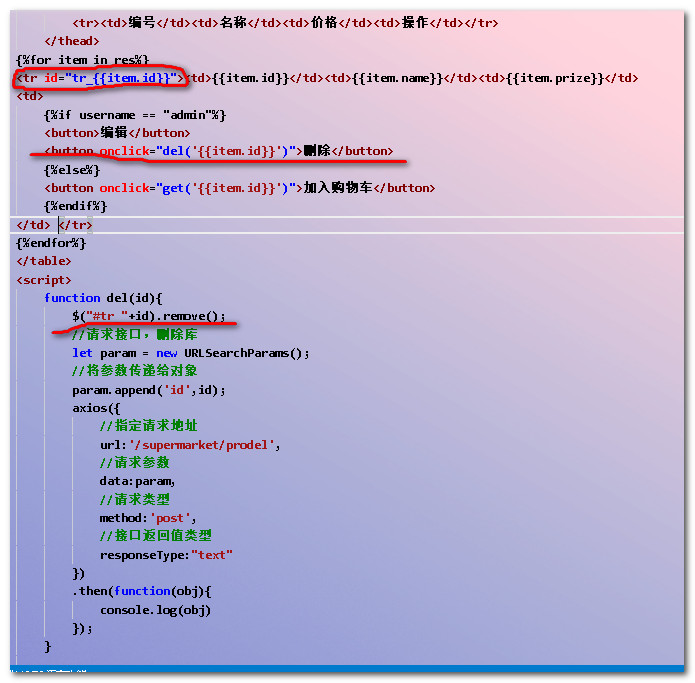 <tr><td>编号</td><td>名称</td><td>价格</td><td>操作</td></tr>
</thead>
{%for item in res%}
<tr id="tr_{{item.id}}"><td>{{item.id}}</td><td>{{item.name}}</td><td>{{item.prize}}</td>
<td>
{%if username == "admin"%}
<button>编辑</button>
<button onclick="del('{{item.id}}')">删除</button>
{%else%}
<button onclick="get('{{item.id}}')">加入购物车</button>
{%endif%}
</td> </tr>
{%endfor%}
</table>
<script>
function del(id){
$("#tr_"+id).remove();
//请求接口，删除库
let param = new URLSearchParams();
//将参数传递给对象
param.append('id',id);
axios({
//指定请求地址
url:'/supermarket/prodel',
//请求参数
data:param,
//请求类型
method:'post',
//接口返回值类型
responseType:"text"
})
.then(function(obj){
console.log(obj)
});
}